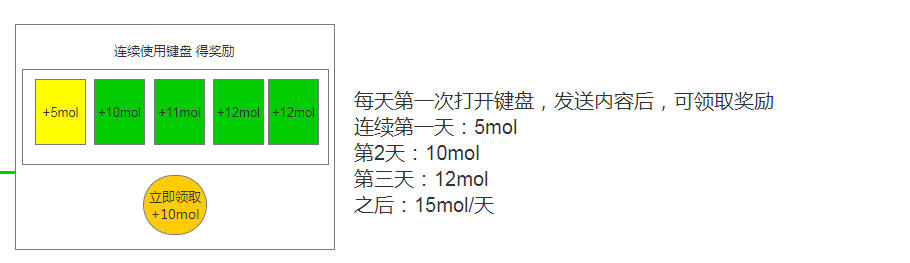 连续使用键盘 得奖励
+5mol
+10mol
+11mol
+12mol
+12mol
立即领取
+10mol
每天第一次打开键盘，发送内容后，可领取奖励
连续第一天：5mol
第2天：10mol
第三天：12mol
之后：15mol/天